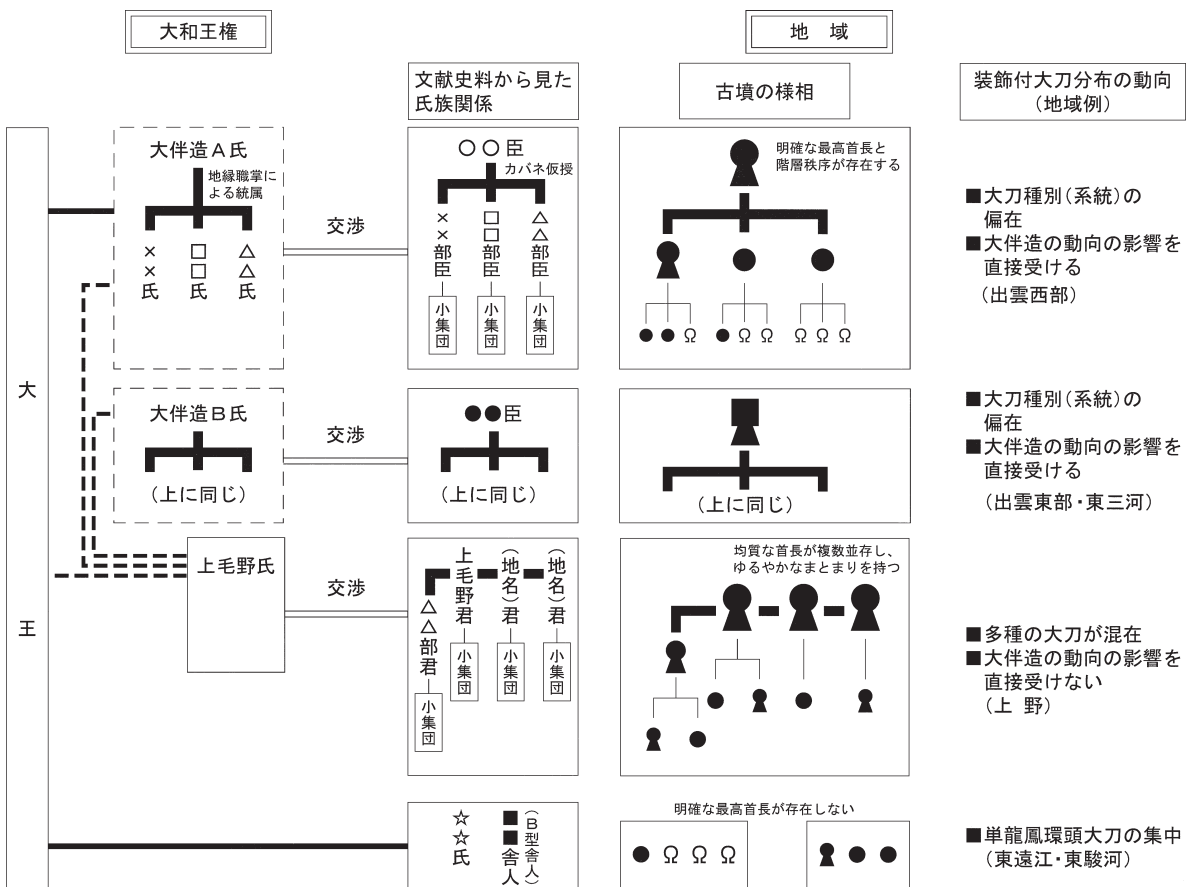 大和王権
地　域
文献史料から見た
氏族関係
古墳の様相
装飾付大刀分布の動向
（地域例）
大王
大伴造Ａ氏
地縁職掌に
よる統属
××氏
□□氏
△△氏
交渉
○○臣
カバネ仮授
××部臣
□□部臣
△△部臣
小集団
小集団
小集団
明確な最高首長と
階層秩序が存在する
■大刀種別（系統）の
偏在
■大伴造の動向の影響を
直接受ける
（出雲西部）
大伴造Ｂ氏
（上に同じ）
交渉
●●臣
（上に同じ）
（上に同じ）
■大刀種別（系統）の
偏在
■大伴造の動向の影響を
直接受ける
（出雲東部・東三河）
上毛野氏
交渉
△△部君
上毛野君
（地名）君
（地名）君
小集団
小集団
小集団
小集団
均質な首長が複数並存し、
ゆるやかなまとまりを持つ
■多種の大刀が混在
■大伴造の動向の影響を
直接受けない
（上　野）
☆☆氏
■■舎人
（Ｂ型舎人）
明確な最高首長が存在しない
■単龍鳳環頭大刀の集中
（東遠江・東駿河）